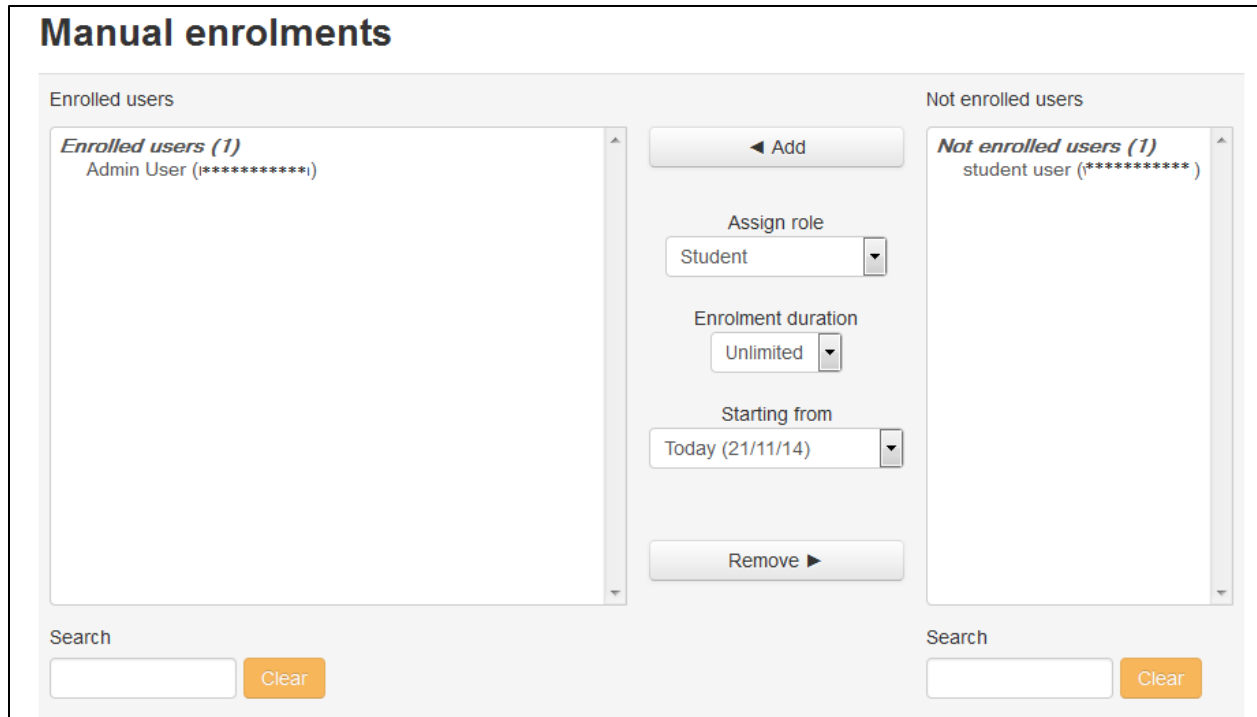 Manual enrolments
Enrolled users
Enrolled users (1)
Admin User (***********)
◄ Add
Assign role
Student
Enrolment duration
Unlimited
Starting from
Today (21/11/14)
Remove ►
Search
Clear
Not enrolled users
Not enrolled users (1)
student user (*********** )
Search
Clear